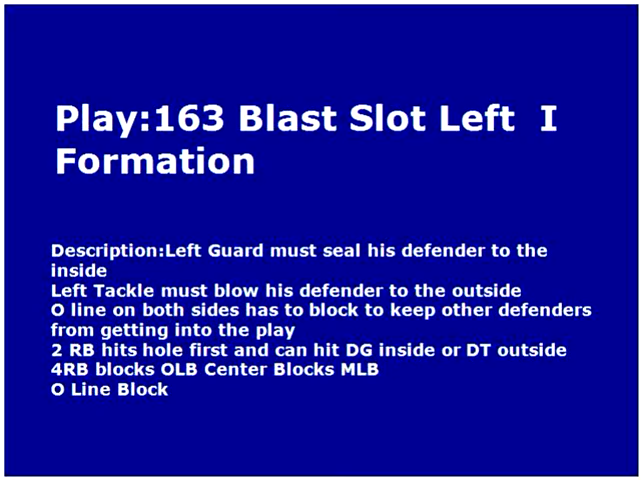 Play:163 Blast Slot Left  I
Formation
Description:Left Guard must seal his defender to the
inside
Left Tackle must blow his defender to the outside
O line on both sides has to block to keep other defenders
from getting into the play
2 RB hits hole first and can hit DG inside or DT outside
4RB blocks OLB Center Blocks MLB
O Line Block